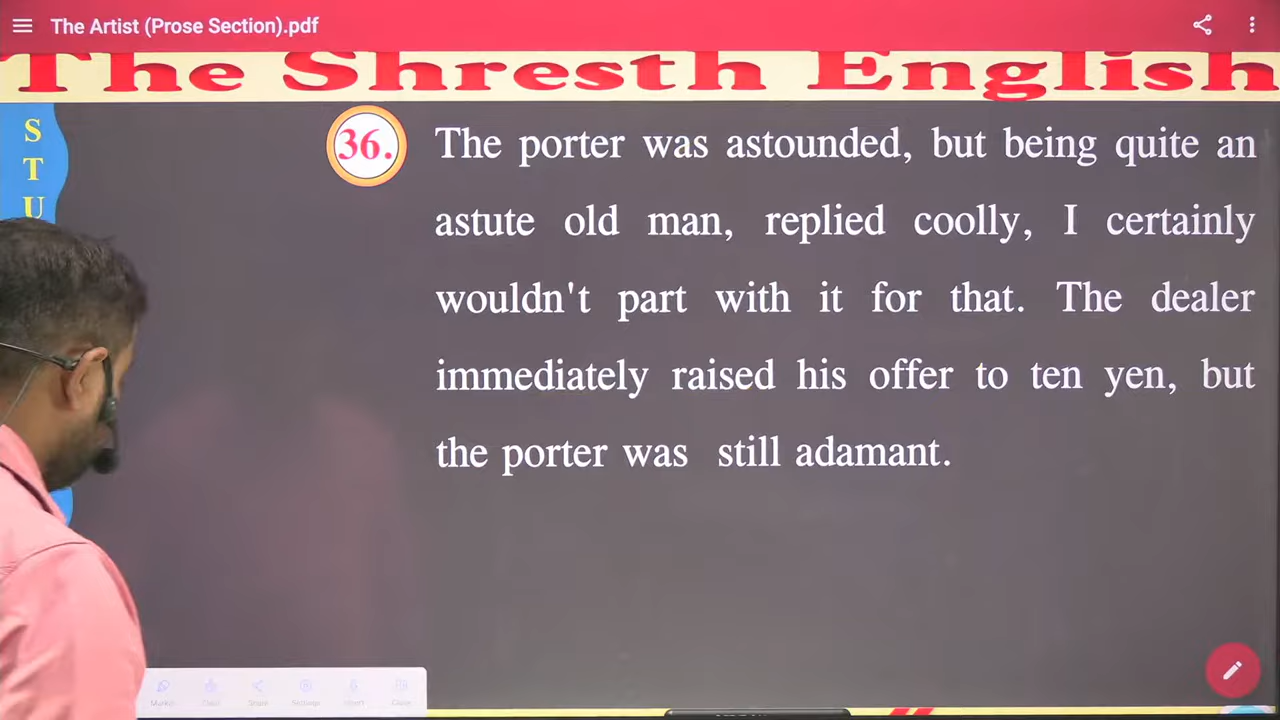 The Artist (Prose Section).pdf
The Shresth English
S
T
U
36.
The porter was astounded, but being quite an
astute old man, replied coolly, I certainly
wouldn't part with it for that. The dealer
immediately raised his offer to ten yen, but
the porter was still adamant.
Share
Settings